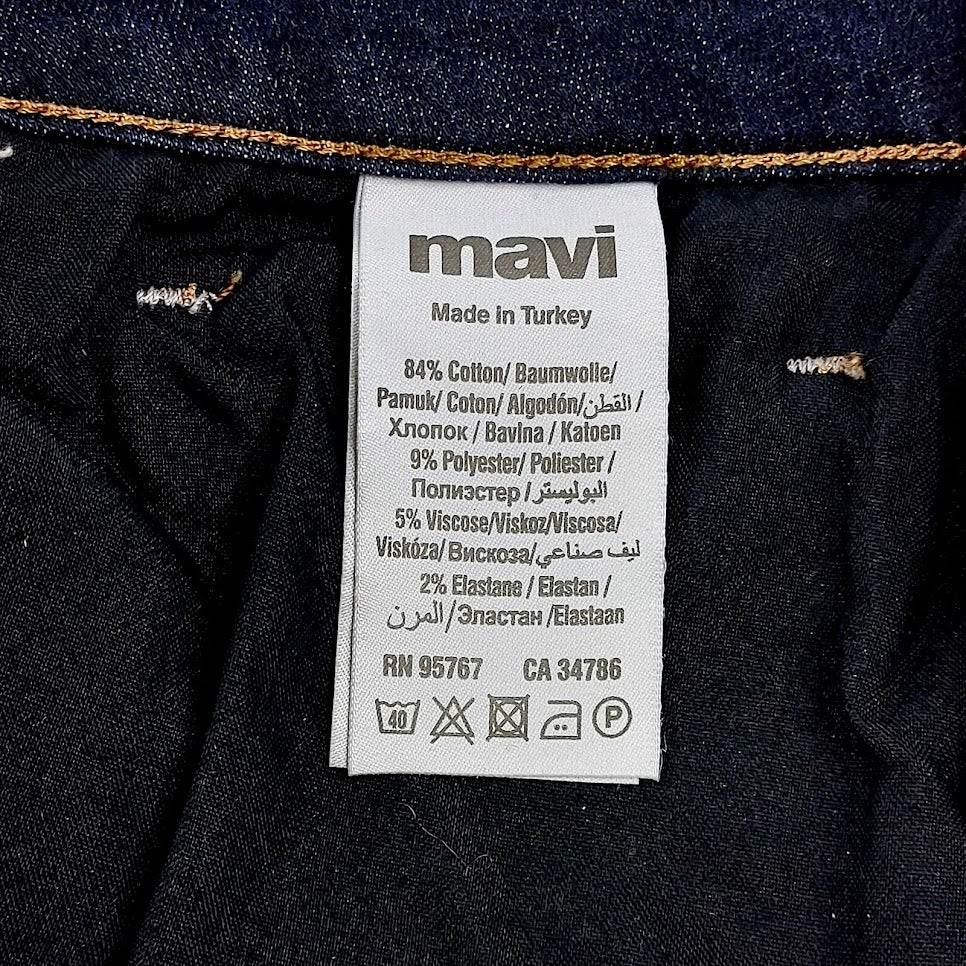 mavi
Made in Turkey
84% Cotton/ Baumwolle/
Pamuk/ Coton/ Algodón/القطن /
Хлопок / Bavlna / Katoen
9% Polyester/ Poliester /
Полиэстер /البوليستر
5% Viscose/Viskoz/Viscosa/
Viskóza/Вискоза/ليف صناعي
2% Elastane / Elastan /
المرن/Эластан /Elastaan
RN 95767 CA 34786
40 P